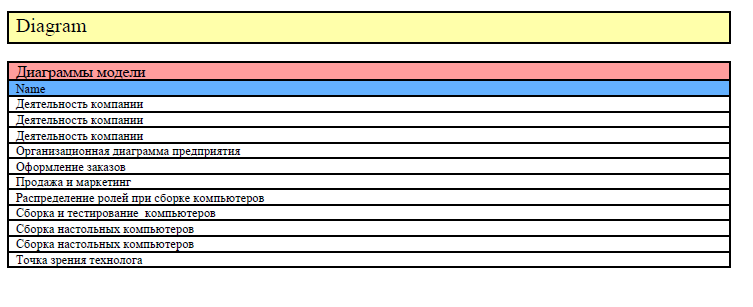 Diagram
Диаграммы модели
Name
Деятельность компании
Деятельность компании
Деятельность компании
Организационная диаграмма предприятия
Оформление заказов
Продажа и маркетинг
Распределение ролей при сборке компьютеров
Сборка и тестирование  компьютеров
Сборка настольных компьютеров
Сборка настольных компьютеров
Точка зрения технолога